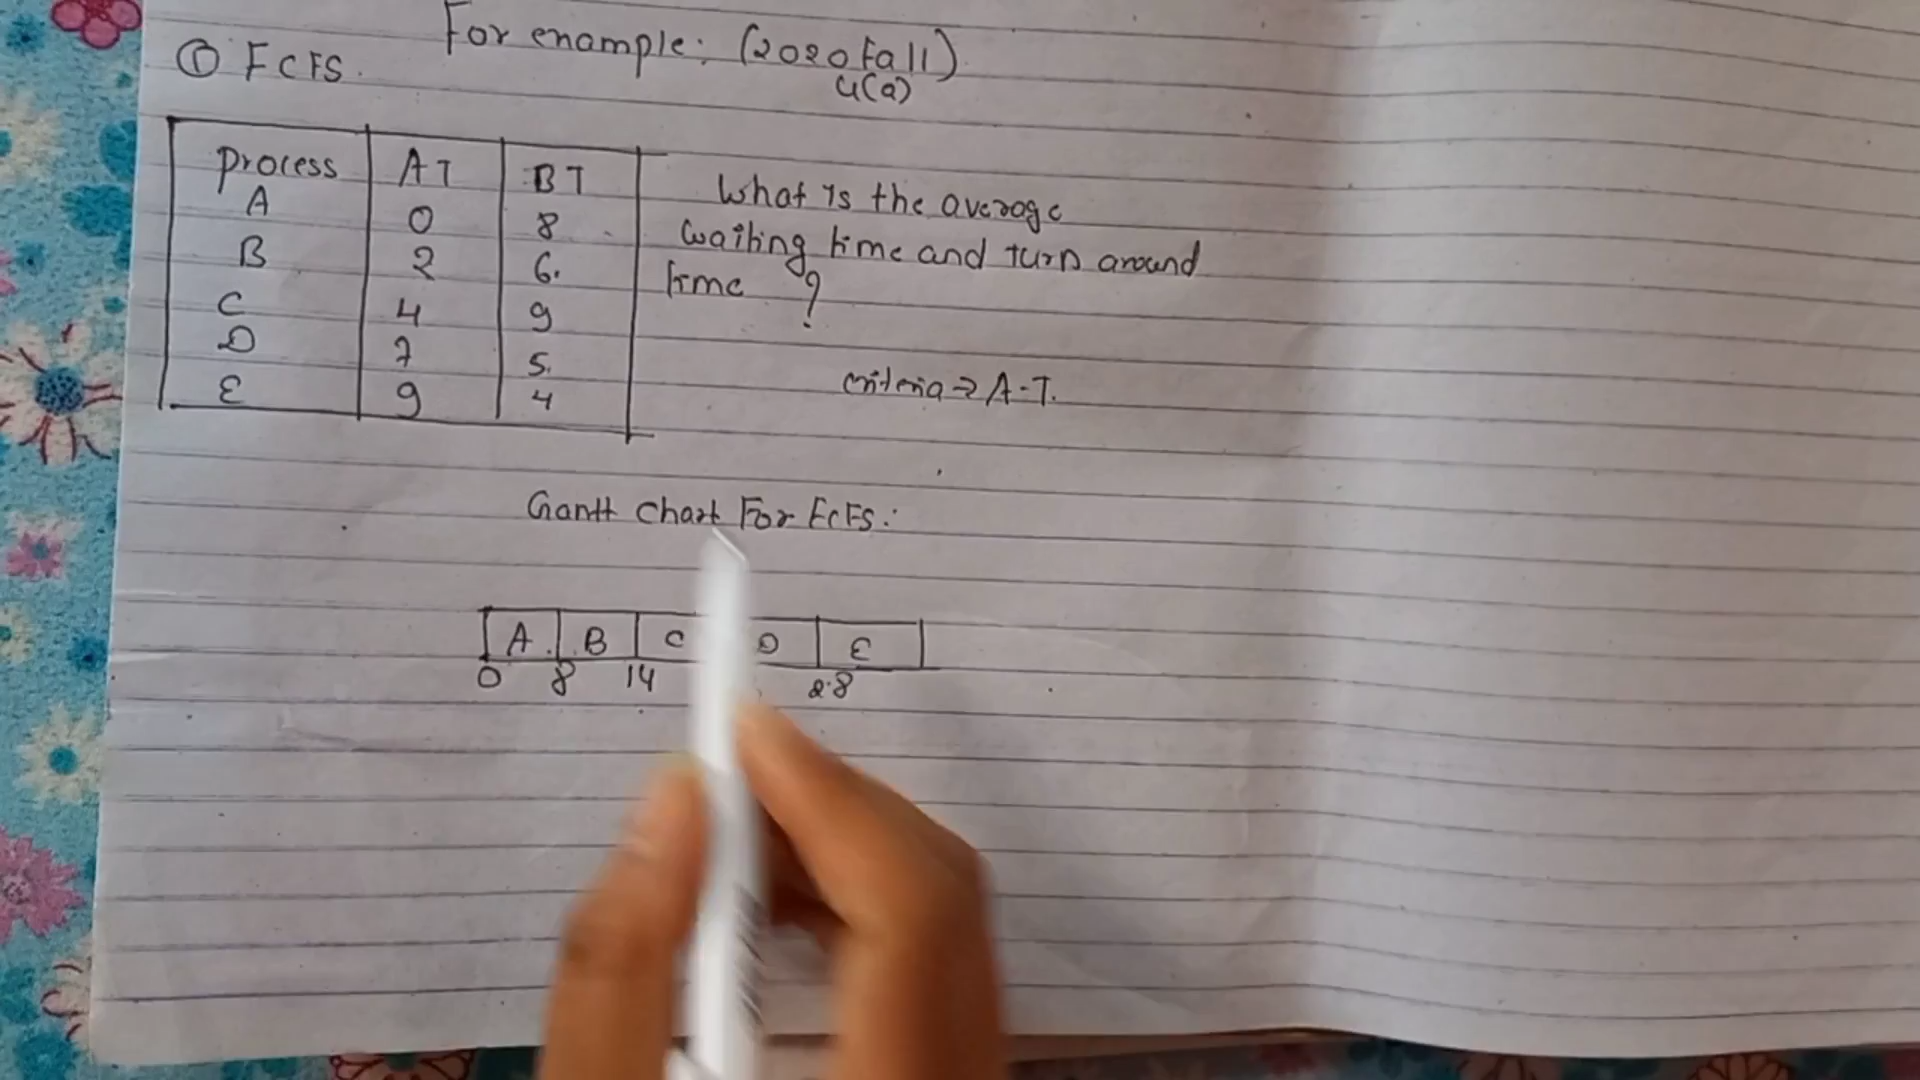 For enample: (2020 Fall)
① FCFS.
4(a)
Process AT BT
A 0 8
B 2 6.
C 4 9
D 7 5.
E 9 4
What is the average
waiting time and turn around
time ?
criteria → A-T.
Gantt Chart For FCFS:
A B C D E
0 8 14 28